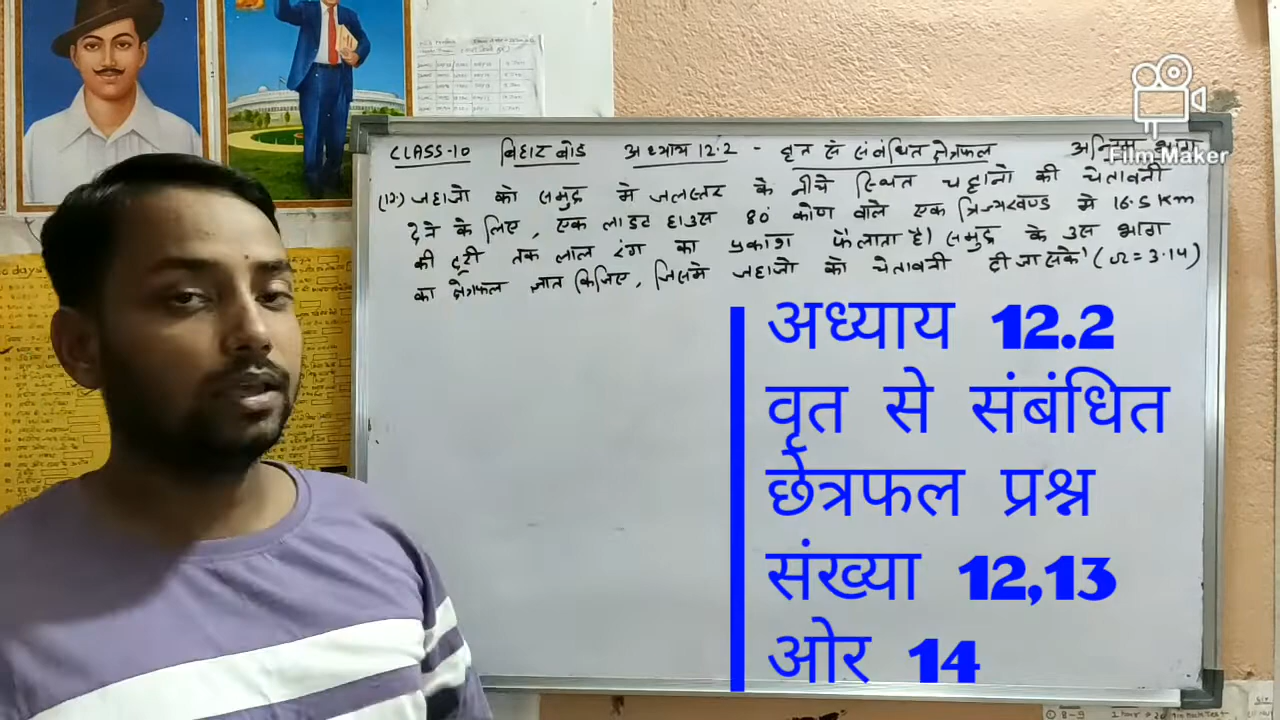 Film Maker
CLASS-10 बिहार बोर्ड अध्याय 12.2 - वृत से संबंधित क्षेत्रफल अन्तिम भाग
(12) जहाजो को समुद्र मे जलस्तर के नीचे स्थित चट्टानो की चेतावनी
देने के लिए, एक लाइट हाउस 80° कोण वाले एक त्रिज्यखण्ड मे 16.5 Km
की दूरी तक लाल रंग का प्रकाश फैलाता है। समुद्र के उस भाग
का क्षेत्रफल ज्ञात किजिए, जिसमे जहाजो को चेतावनी दी जा सके। (π = 3.14)
अध्याय 12.2
वृत से संबंधित
छेत्रफल प्रश्न
संख्या 12,13
ओर 14